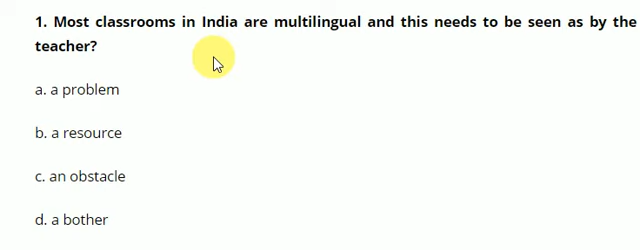 1. Most classrooms in India are multilingual and this needs to be seen as by the
teacher?
a. a problem
b. a resource
c. an obstacle
d. a bother